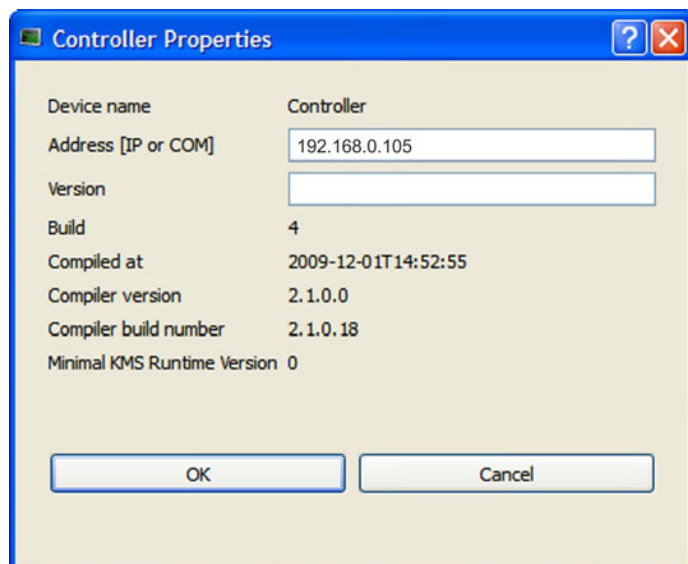 Controller Properties
?
Device name Controller
Address [IP or COM] 192.168.0.105
Version
Build 4
Compiled at 2009-12-01T14:52:55
Compiler version 2.1.0.0
Compiler build number 2.1.0.18
Minimal KMS Runtime Version 0
OK Cancel